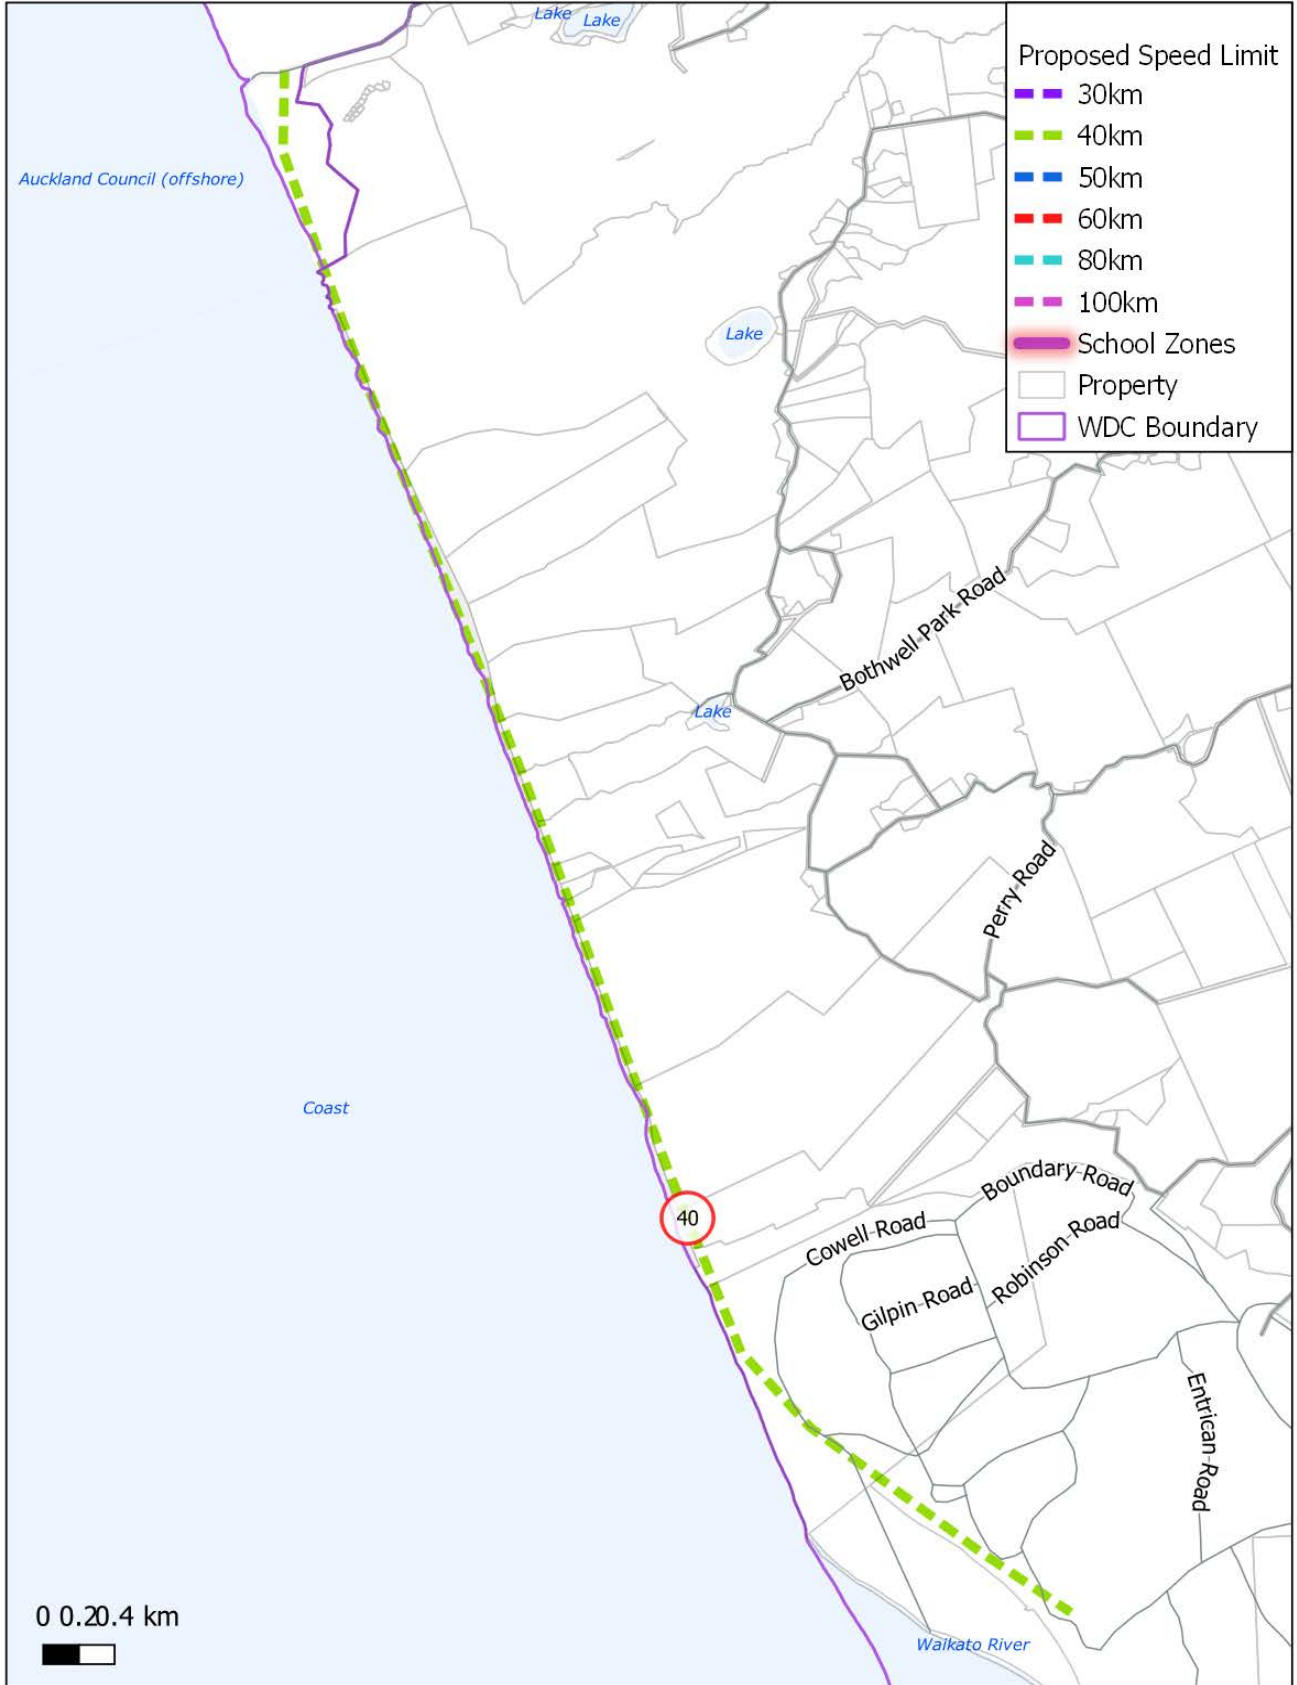 Lake
Lake
Proposed Speed Limit
30km
40km
50km
60km
80km
100km
School Zones
Property
WDC Boundary
Auckland Council (offshore)
Lake
Bothwell-Park-Road
Lake
Perry-Road
Coast
Boundary-Road
40
Cowell-Road
Robinson-Road
Gilpin-Road
Entrican-Road
0 0.20.4 km
Waikato River